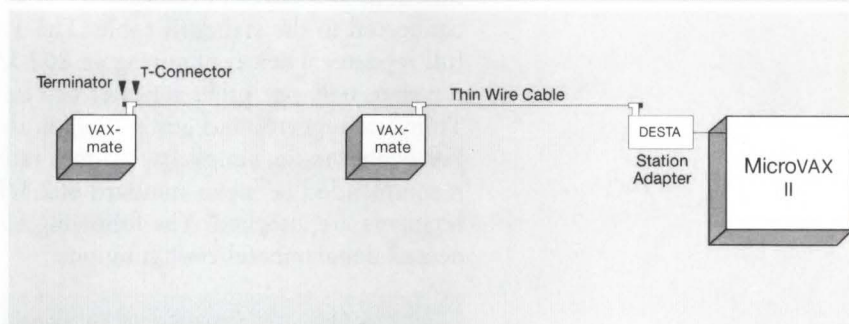 Terminator
T-Connector
Thin Wire Cable
VAX-
mate
VAX-
mate
DESTA
Station
Adapter
MicroVAX
II